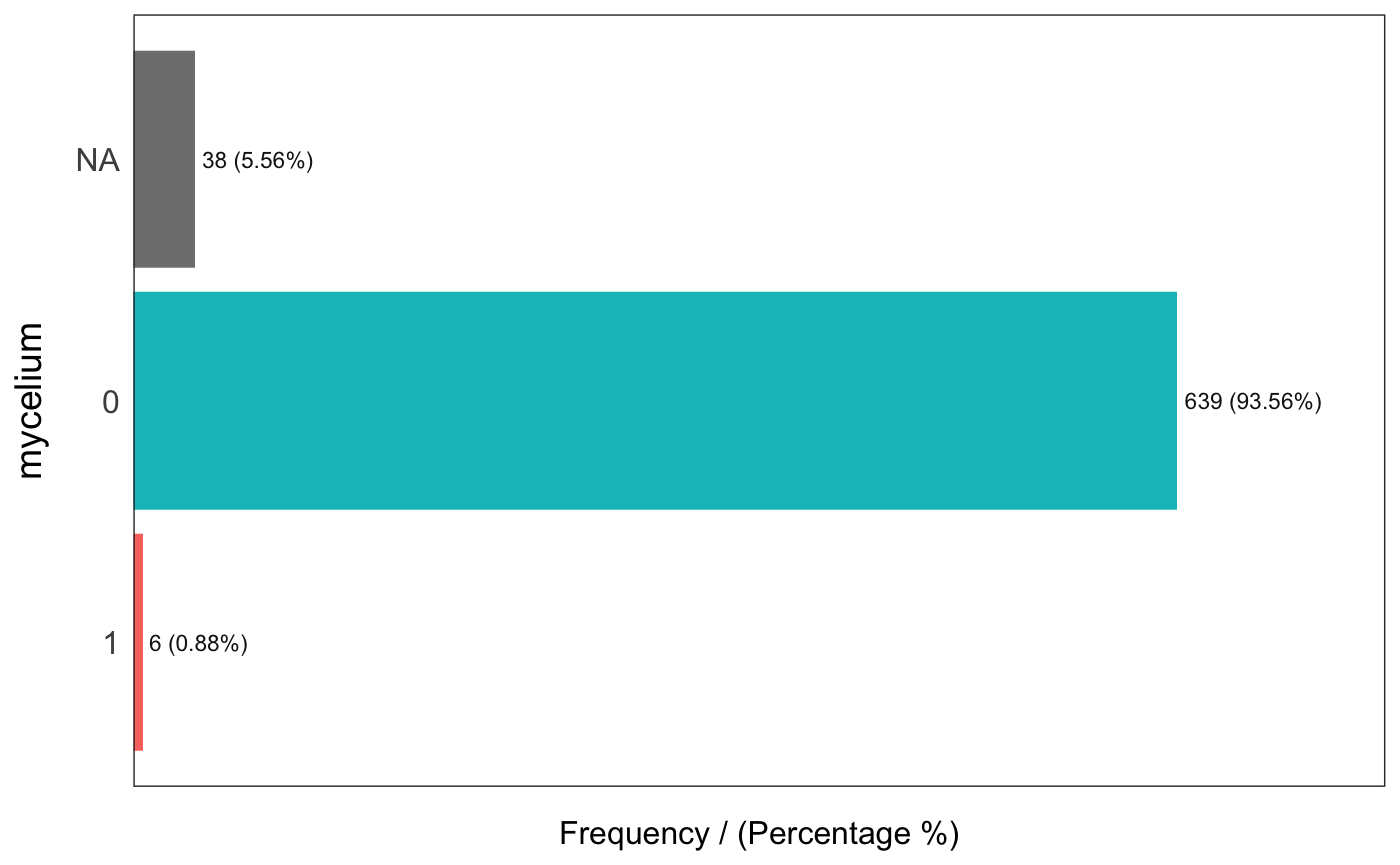 NA
38 (5.56%)
mycelium
0
639 (93.56%)
1
6 (0.88%)
Frequency / (Percentage %)